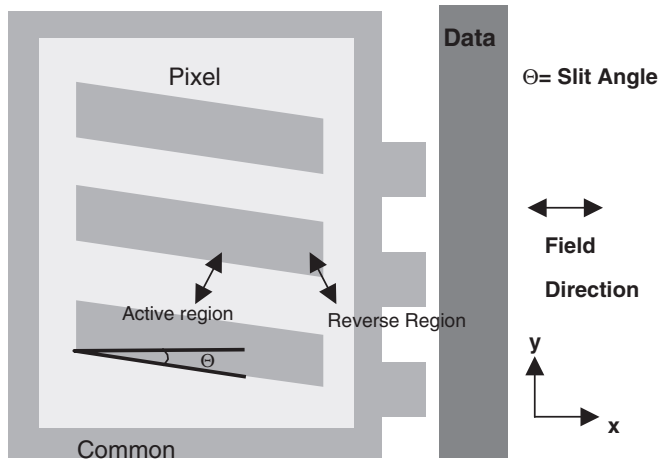 Data
Pixel
Θ= Slit Angle
Field
Direction
Active region
Reverse Region
Θ
y
x
Common